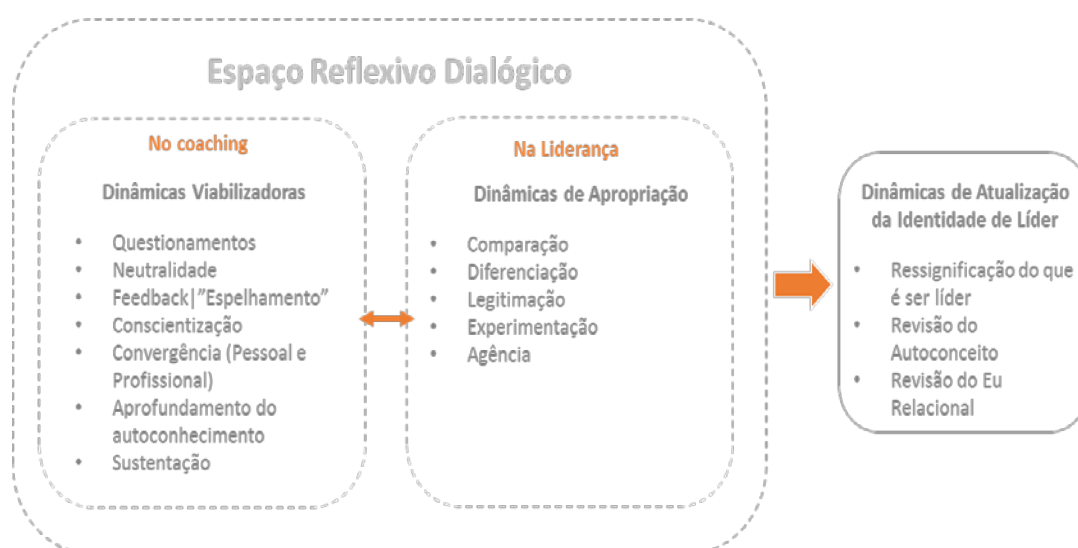 Espaço Reflexivo Dialógico
No coaching
Dinâmicas Viabilizadoras
• Questionamentos
• Neutralidade
• Feedback|”Espelhamento”
• Conscientização
• Convergência (Pessoal e
Profissional)
• Aprofundamento do
autoconhecimento
• Sustentação
Na Liderança
Dinâmicas de Apropriação
• Comparação
• Diferenciação
• Legitimação
• Experimentação
• Agência
Dinâmicas de Atualização
da Identidade de Líder
• Ressignificação do que
é ser líder
• Revisão do
Autoconceito
• Revisão do Eu
Relacional